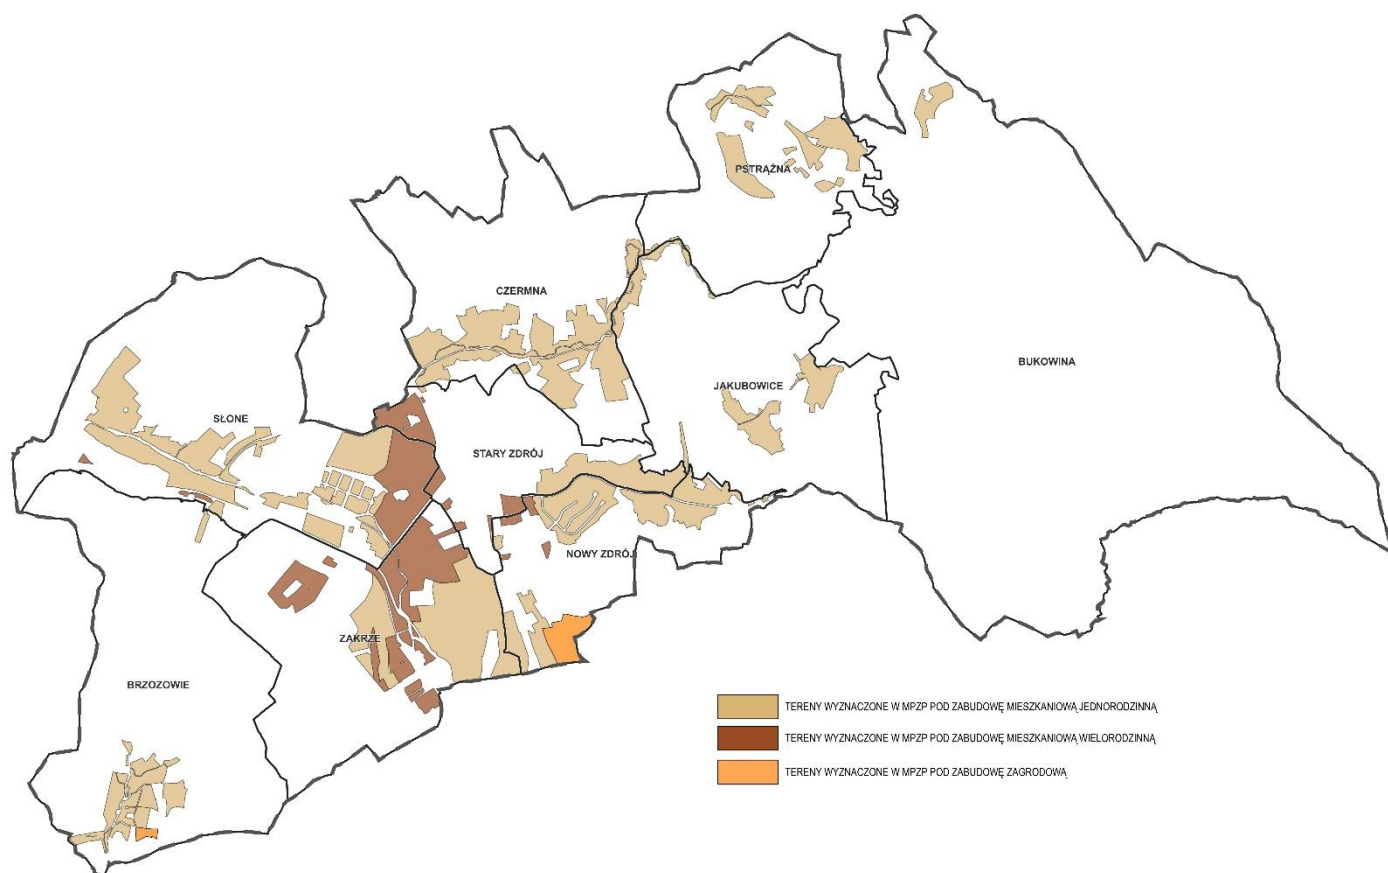 PSTRĄŻNA
CZERMNA
BUKOWINA
JAKUBOWICE
SŁONE
STARY ZDRÓJ
NOWY ZDRÓJ
ZAKRZE
BRZOZOWIE
TERENY WYZNACZONE W MPZP POD ZABUDOWĘ MIESZKANIOWĄ JEDNORODZINNĄ
TERENY WYZNACZONE W MPZP POD ZABUDOWĘ MIESZKANIOWĄ WIELORODZINNĄ
TERENY WYZNACZONE W MPZP POD ZABUDOWĘ ZAGRODOWĄ